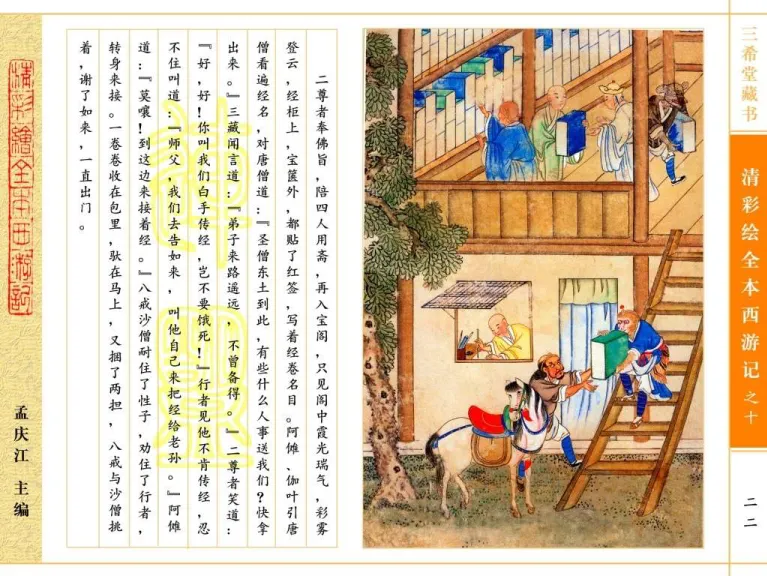 三希堂藏书
清彩绘全本西游记之十
二二
二尊者奉佛旨，陪四人用斋，再入宝阁，只见阁中霞光瑞气，彩雾
登云，经柜上，宝箧外，都贴了红签，写着经卷名目。阿傩、伽叶引唐
僧看遍经名，对唐僧道：『圣僧东土到此，有些什么人事送我们？快拿
出来。』三藏闻言道：『弟子来路遥远，不曾备得。』二尊者笑道：
『好，好！你叫我们白手传经，岂不要饿死！』行者见他不肯传经，忍
不住叫道：『师父，我们去告如来，叫他自己来把经给老孙。』阿傩
道：『莫嚷！到这边来接着经。』八戒沙僧耐住了性子，劝住了行者，
转身来接。一卷卷收在包里，驮在马上，又捆了两担，八戒与沙僧挑
着，谢了如来，一直出门。
清彩繪全本西游記
孟庆江 主编